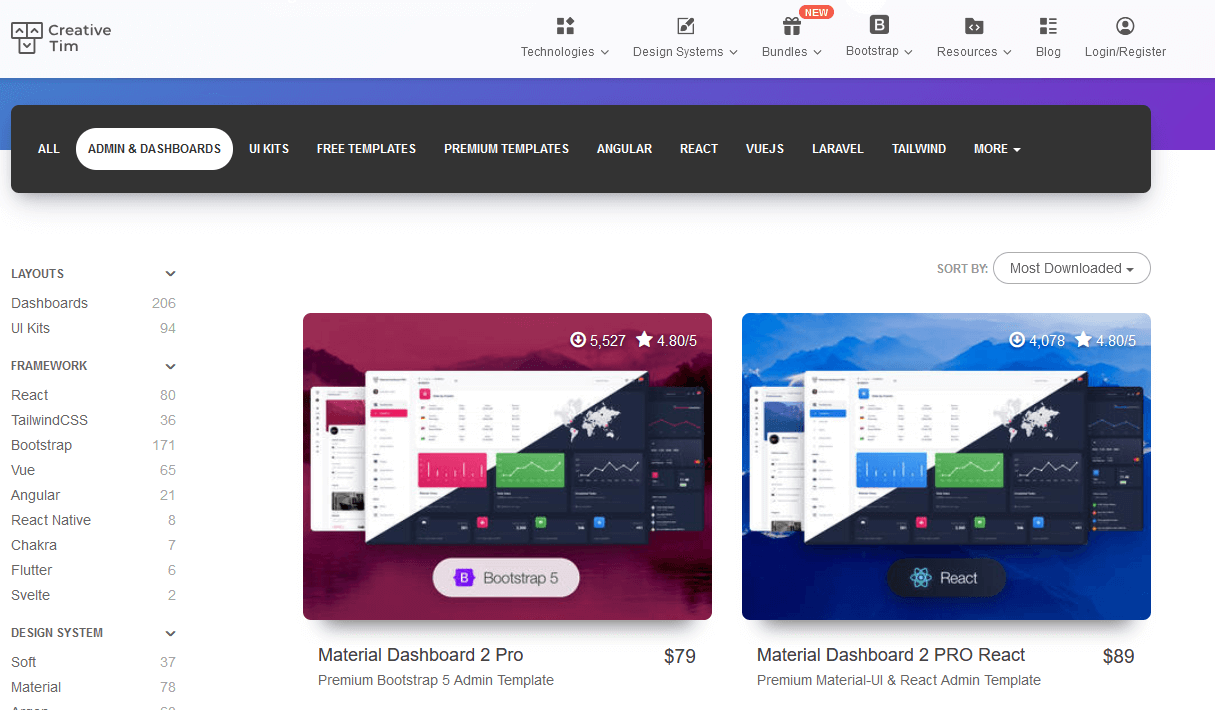 Creative
Tim
Technologies
Design Systems
NEW
Bundles
Bootstrap
Resources
Blog
Login/Register
ALL
ADMIN & DASHBOARDS
UI KITS
FREE TEMPLATES
PREMIUM TEMPLATES
ANGULAR
REACT
VUEJS
LARAVEL
TAILWIND
MORE
SORT BY: Most Downloaded
LAYOUTS
Dashboards 206
UI Kits 94
FRAMEWORK
React 80
TailwindCSS 36
Bootstrap 171
Vue 65
Angular 21
React Native 8
Chakra 7
Flutter 6
Svelte 2
DESIGN SYSTEM
Soft 37
Material 78
5,527 4.80/5
B Bootstrap 5
Material Dashboard 2 Pro $79
Premium Bootstrap 5 Admin Template
4,078 4.80/5
React
Material Dashboard 2 PRO React $89
Premium Material-UI & React Admin Template